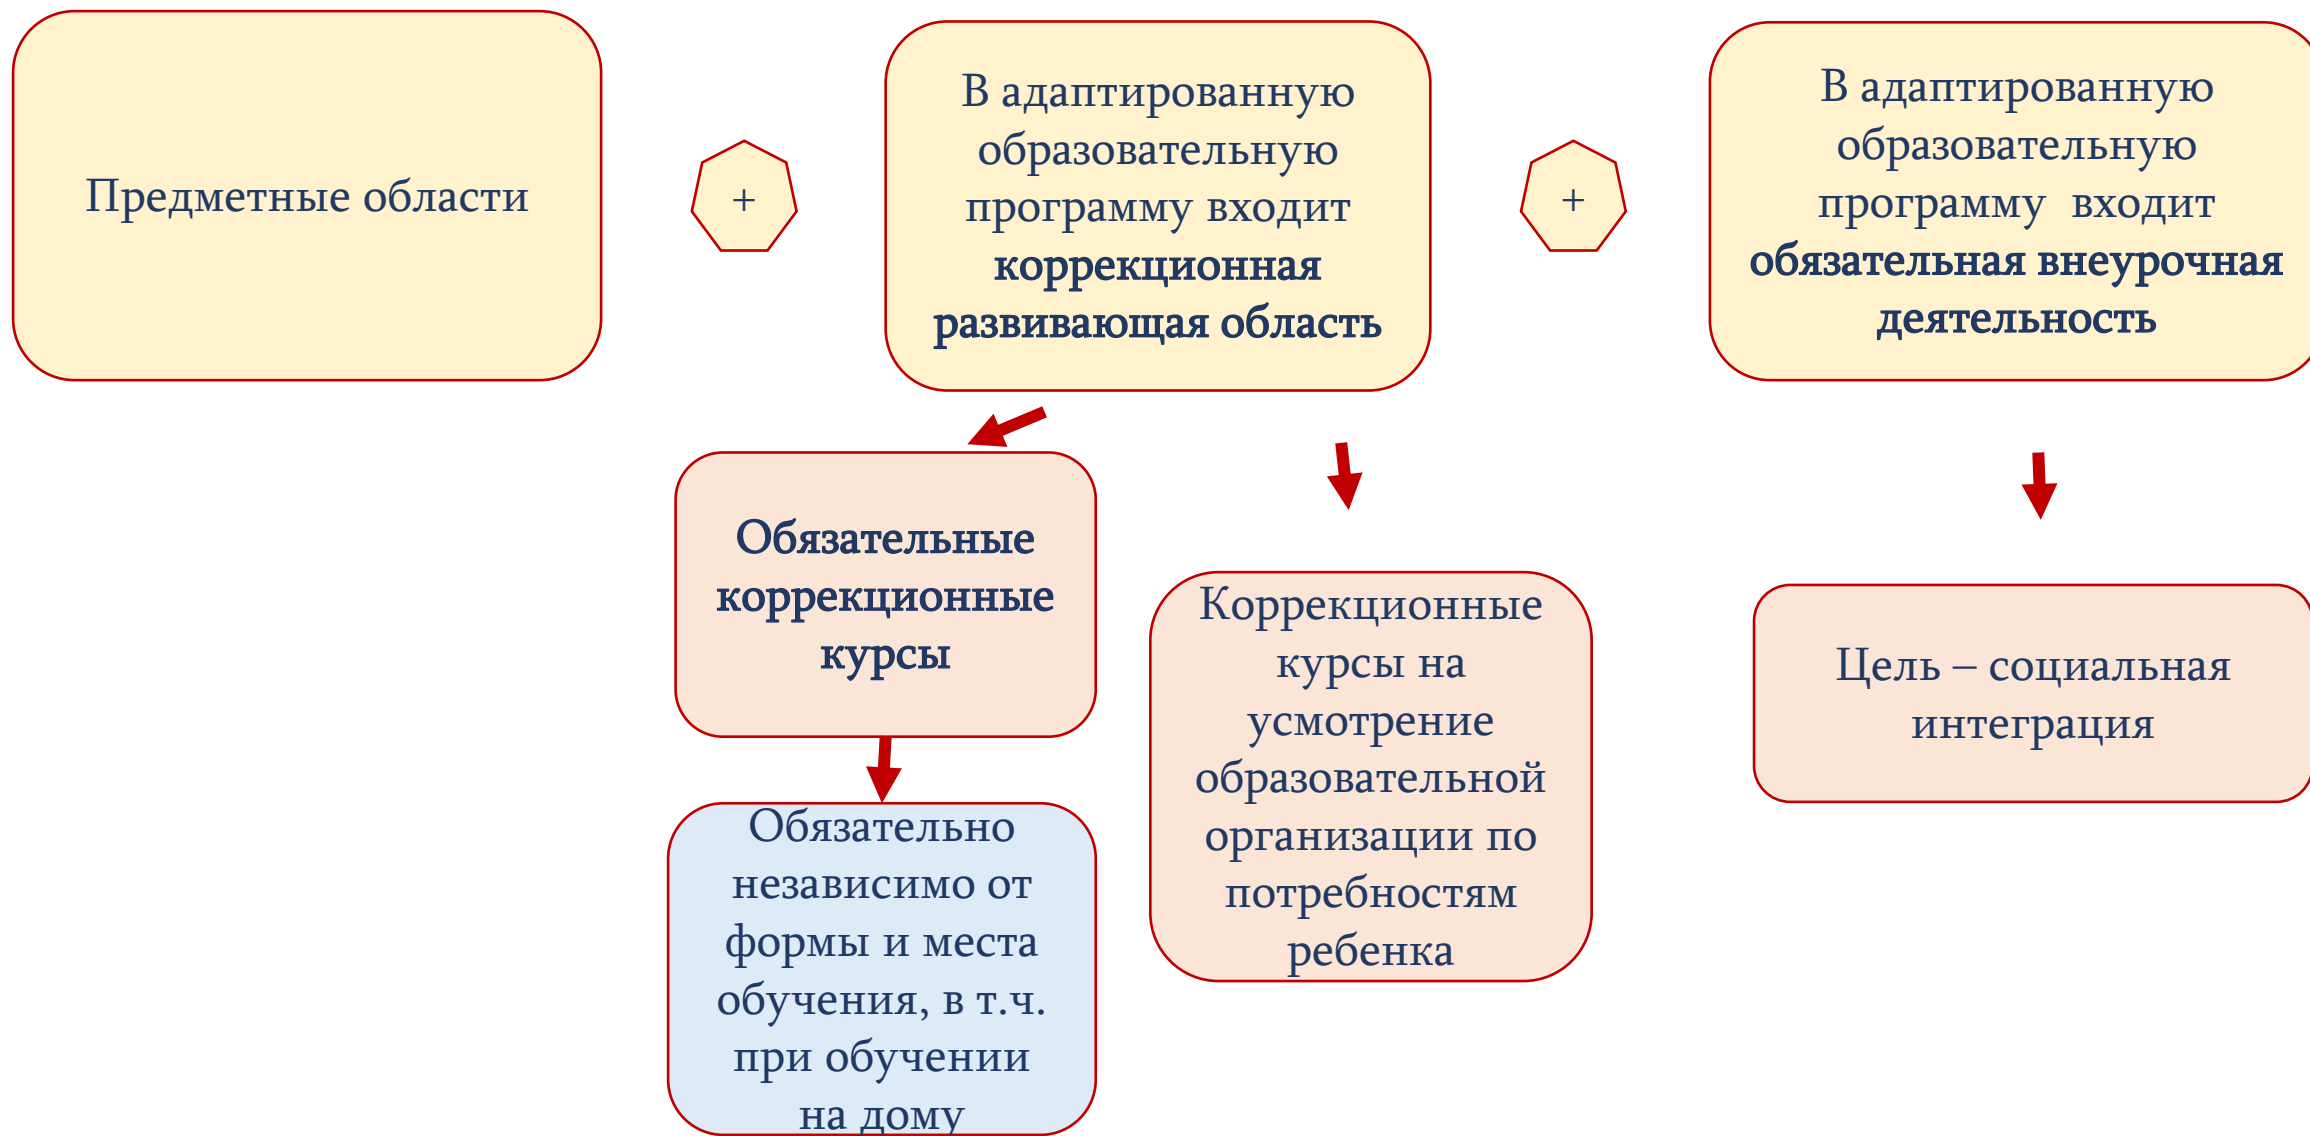 Предметные области
+
В адаптированную
образовательную
программу входит
коррекционная
развивающая область
+
В адаптированную
образовательную
программу входит
обязательная внеурочная
деятельность
Обязательные
коррекционные
курсы
Обязательно
независимо от
формы и места
обучения, в т.ч.
при обучении
на дому
Коррекционные
курсы на
усмотрение
образовательной
организации по
потребностям
ребенка
Цель – социальная
интеграция